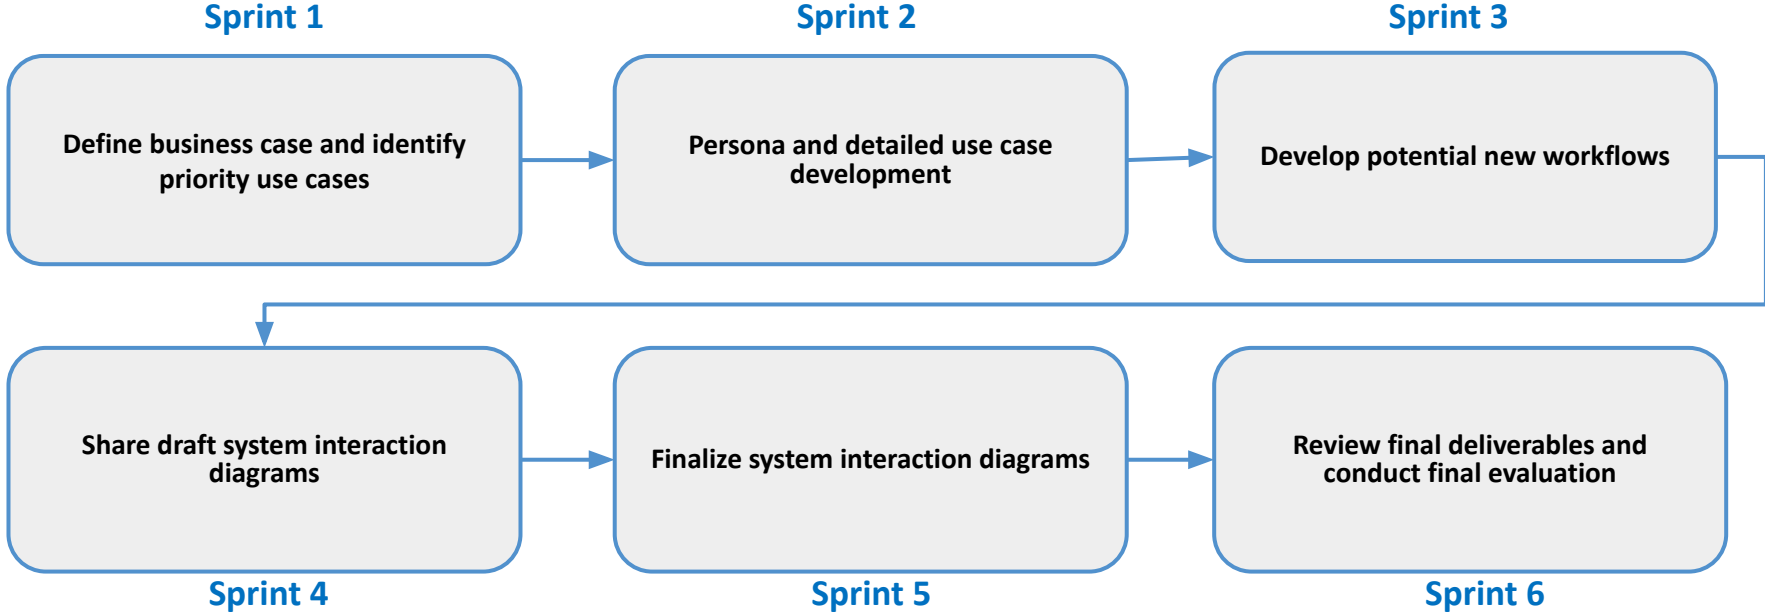 Sprint 1
Sprint 2
Sprint 3
Define business case and identify
priority use cases
Persona and detailed use case
development
Develop potential new workflows
Share draft system interaction
diagrams
Finalize system interaction diagrams
Review final deliverables and
conduct final evaluation
Sprint 4
Sprint 5
Sprint 6